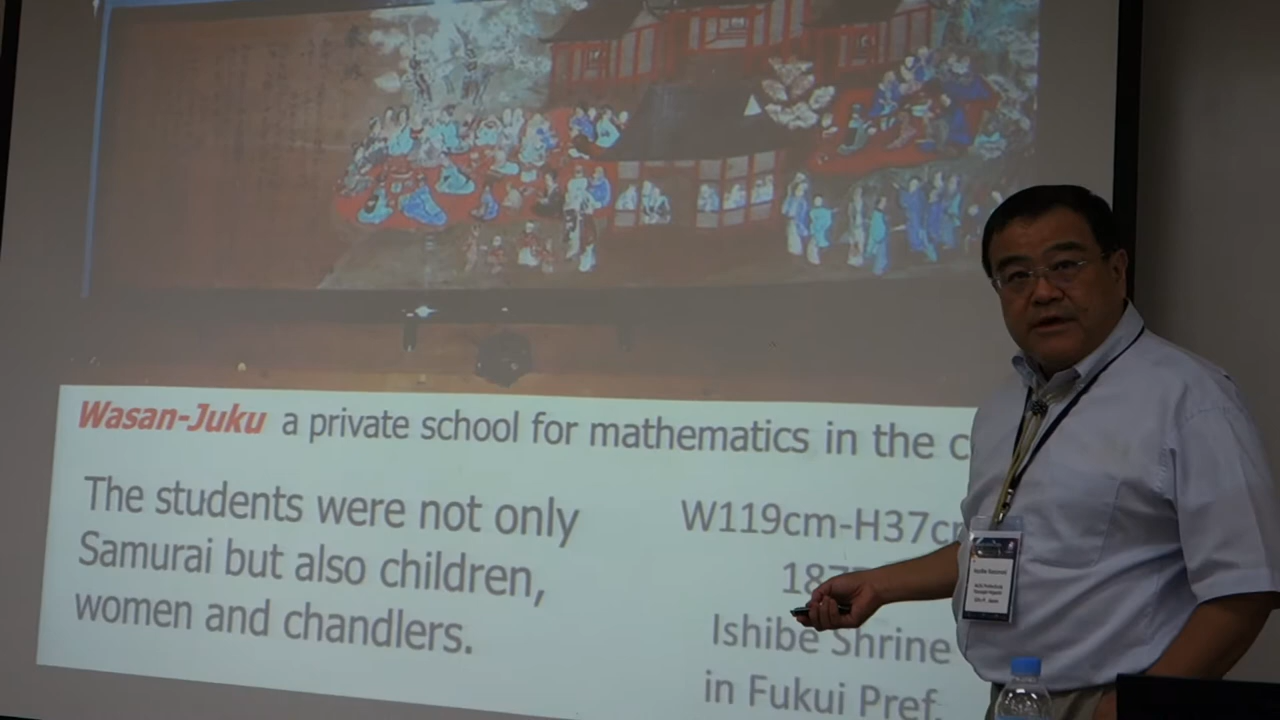 Wasan-Juku a private school for mathematics in the c
The students were not only
Samurai but also children,
women and chandlers.
W119cm-H37cm
187
Ishibe Shrine
in Fukui Pref.